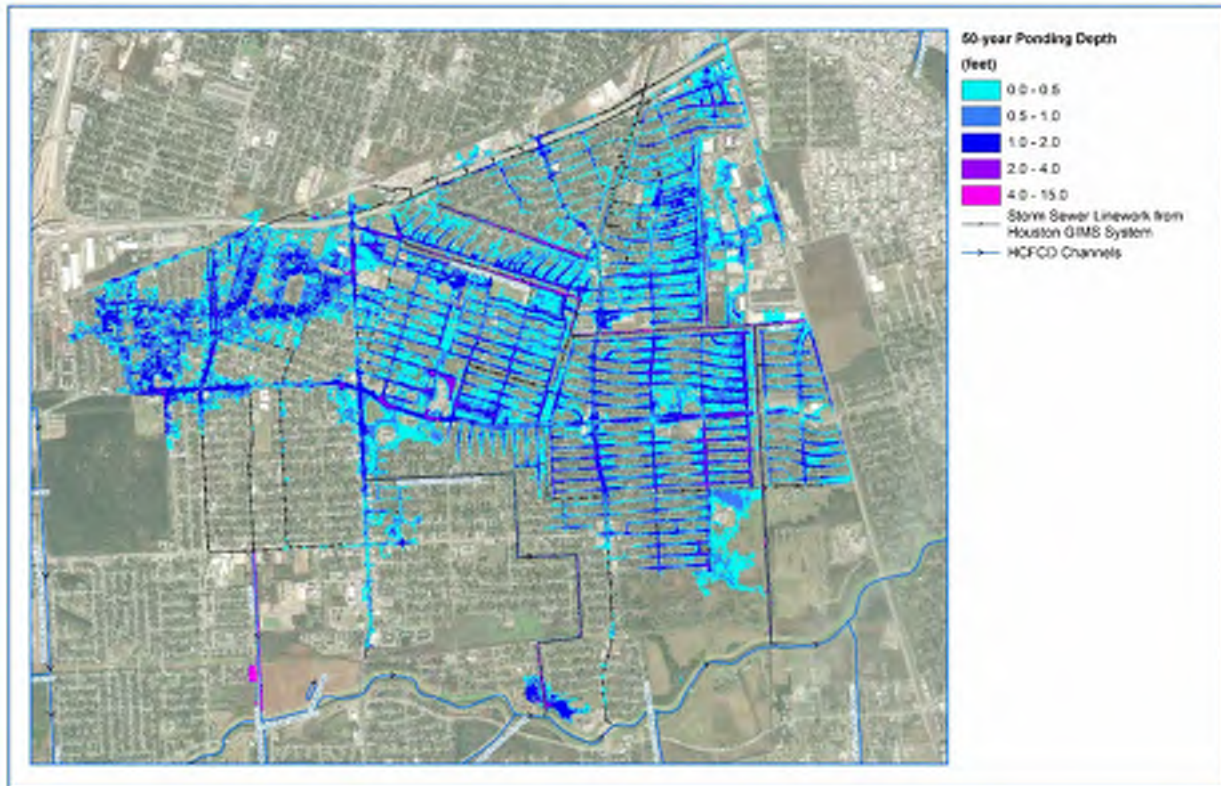 50-year Ponding Depth
(feet)
0.0 - 0.5
0.5 - 1.0
1.0 - 2.0
2.0 - 4.0
4.0 - 15.0
Storm Sewer Linework from
Houston GIMS System
HCFCD Channels